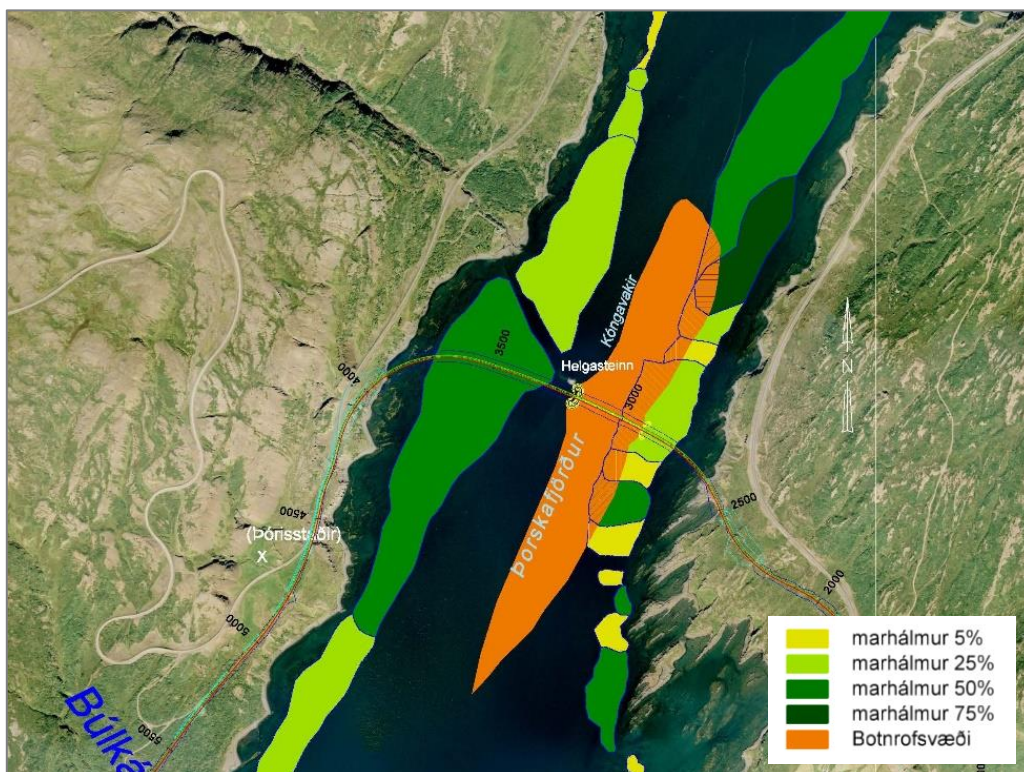 Kóngavakir
3500
Helgasteinn
4000
3000
Þorskafjörður
4500
2500
(Þórisstaðir)
X
2000
5000
5500
Búlká
N
marhálmur 5%
marhálmur 25%
marhálmur 50%
marhálmur 75%
Botnrofsvæði